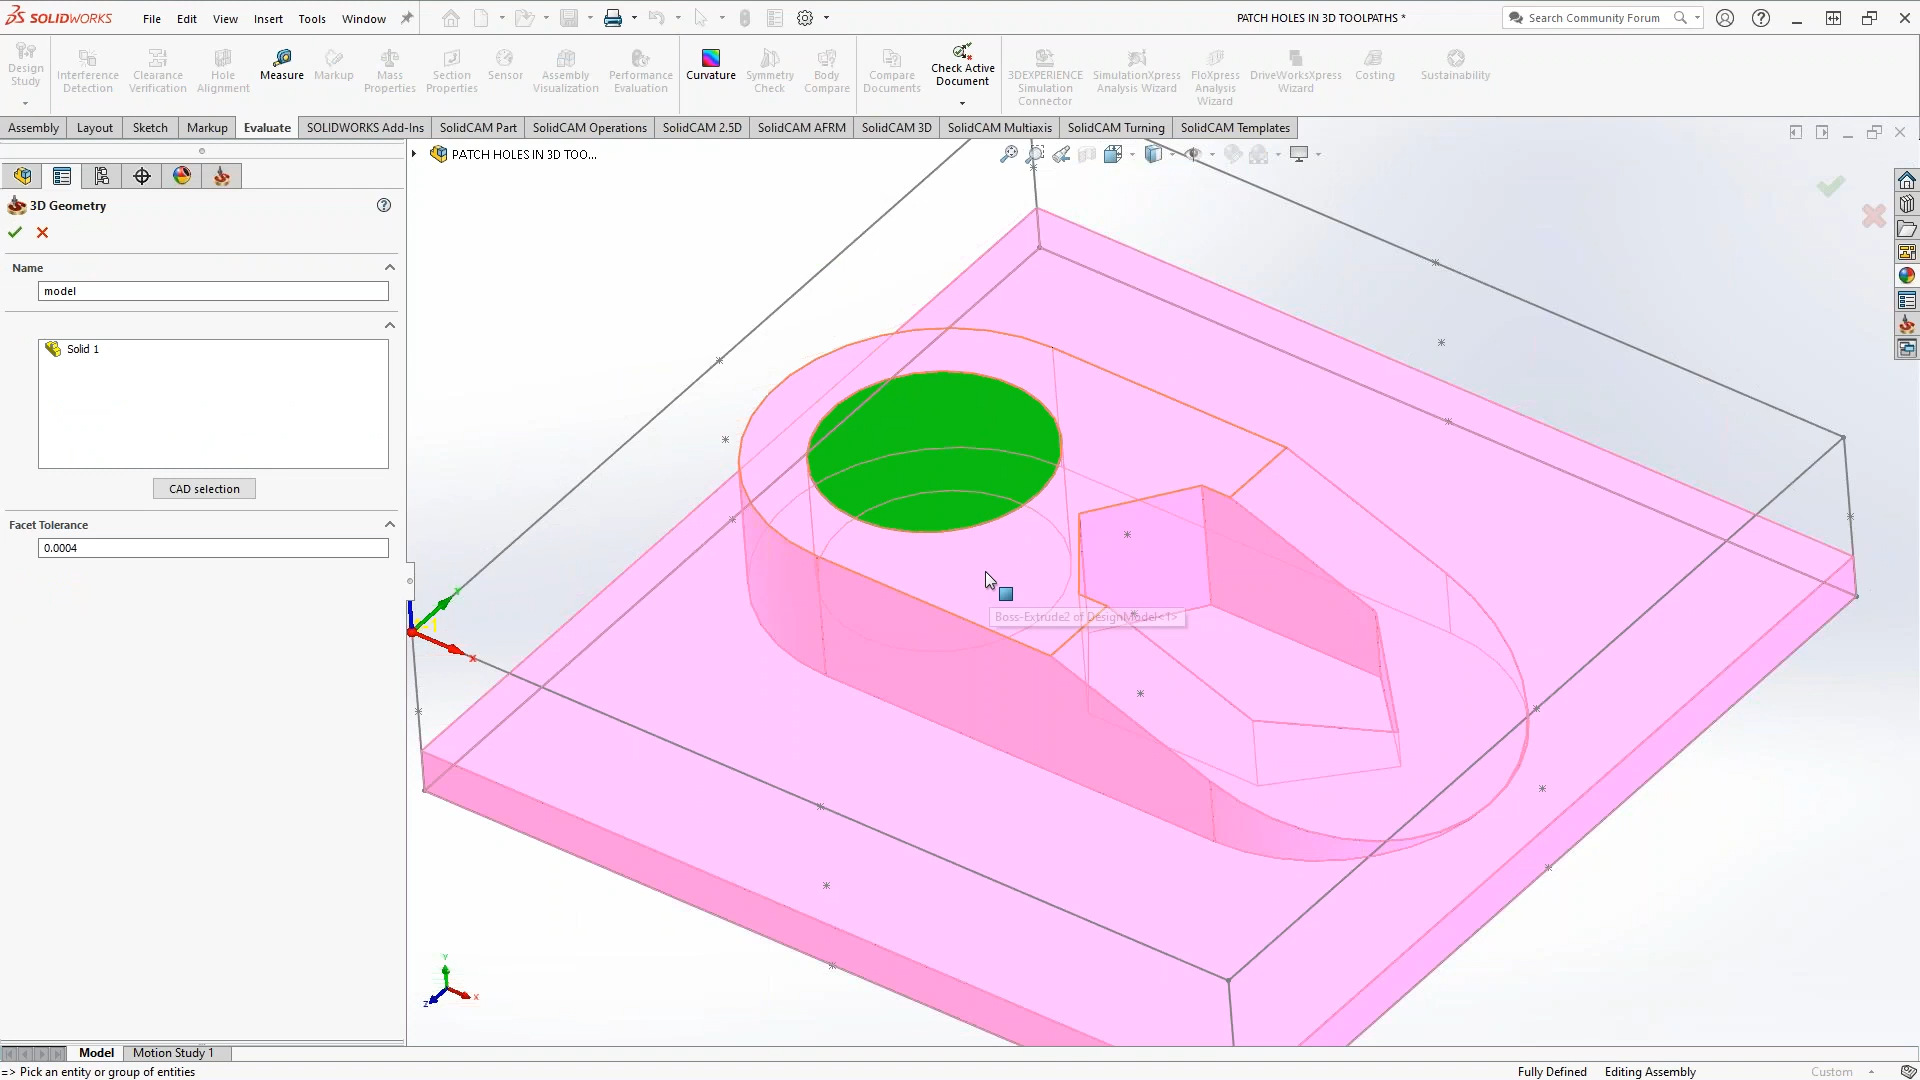 SOLIDWORKS File Edit View Insert Tools Window PATCH HOLES IN 3D TOOLPATHS * Search Community Forum
Design Study
Interference Detection
Clearance Verification
Hole Alignment
Measure
Markup
Mass Properties
Section Properties
Sensor
Assembly Visualization
Performance Evaluation
Curvature
Symmetry Check
Body Compare
Compare Documents
Check Active Document
3DEXPERIENCE Simulation Connector
SimulationXpress Analysis Wizard
FloXpress Analysis Wizard
DriveWorksXpress Wizard
Costing
Sustainability
Assembly Layout Sketch Markup Evaluate SOLIDWORKS Add-Ins SolidCAM Part SolidCAM Operations SolidCAM 2.5D SolidCAM AFRM SolidCAM 3D SolidCAM Multiaxis SolidCAM Turning SolidCAM Templates
PATCH HOLES IN 3D TOO...
3D Geometry
Name
model
Solid 1
CAD selection
Facet Tolerance
0.0004
Boss-Extrude2 of DesignModel<1>
Y
X
Y
X
Z
Model Motion Study 1
=> Pick an entity or group of entities Fully Defined Editing Assembly Custom